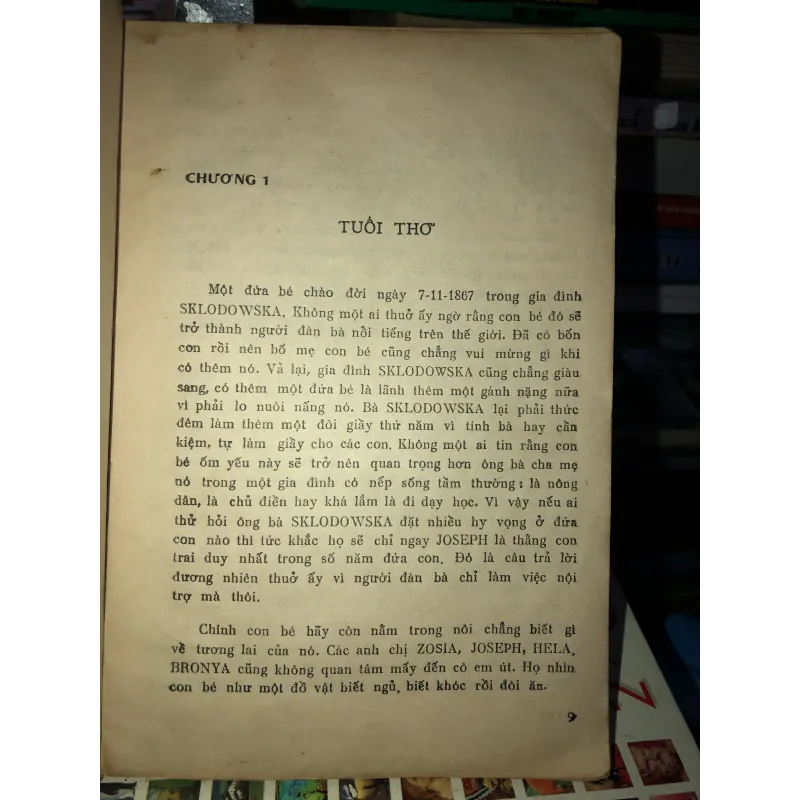 CHƯƠNG 1
TUỔI THƠ
Một đứa bé chào đời ngày 7-11-1867 trong gia đình
SKLODOWSKA. Không một ai thuở ấy ngờ rằng con bé đó sẽ
trở thành người đàn bà nổi tiếng trên thế giới. Đã có bốn
con rồi nên bố mẹ con bé cũng chẳng vui mừng gì khi
có thêm nó. Vả lại, gia đình SKLODOWSKA cũng chẳng giàu
sang, có thêm một đứa bé là lãnh thêm một gánh nặng nữa
vì phải lo nuôi nấng nó. Bà SKLODOWSKA lại phải thức
đêm làm thêm một đôi giầy thứ năm vì tính bà hay cần
kiệm, tự làm giầy cho các con. Không một ai tin rằng con
bé ốm yếu này sẽ trở nên quan trọng hơn ông bà cha mẹ
nó trong một gia đình có nếp sống tầm thường : là nông
dân, là chủ điền hay khá lắm là đi dạy học. Vì vậy nếu ai
thử hỏi ông bà SKLODOWSKA đặt nhiều hy vọng ở đứa
con nào thì tức khắc họ sẽ chỉ ngay JOSEPH là thằng con
trai duy nhất trong số năm đứa con. Đó là câu trả lời
đương nhiên thuở ấy vì người đàn bà chỉ làm việc nội
trợ mà thôi.
Chính con bé hãy còn nằm trong nôi chẳng biết gì
về tương lai của nó. Các anh chị ZOSIA, JOSEPH, HELA,
BRONYA cũng không quan tâm mấy đến cô em út. Họ nhìn
con bé như một đồ vật biết ngủ, biết khóc rồi đòi ăn.
9